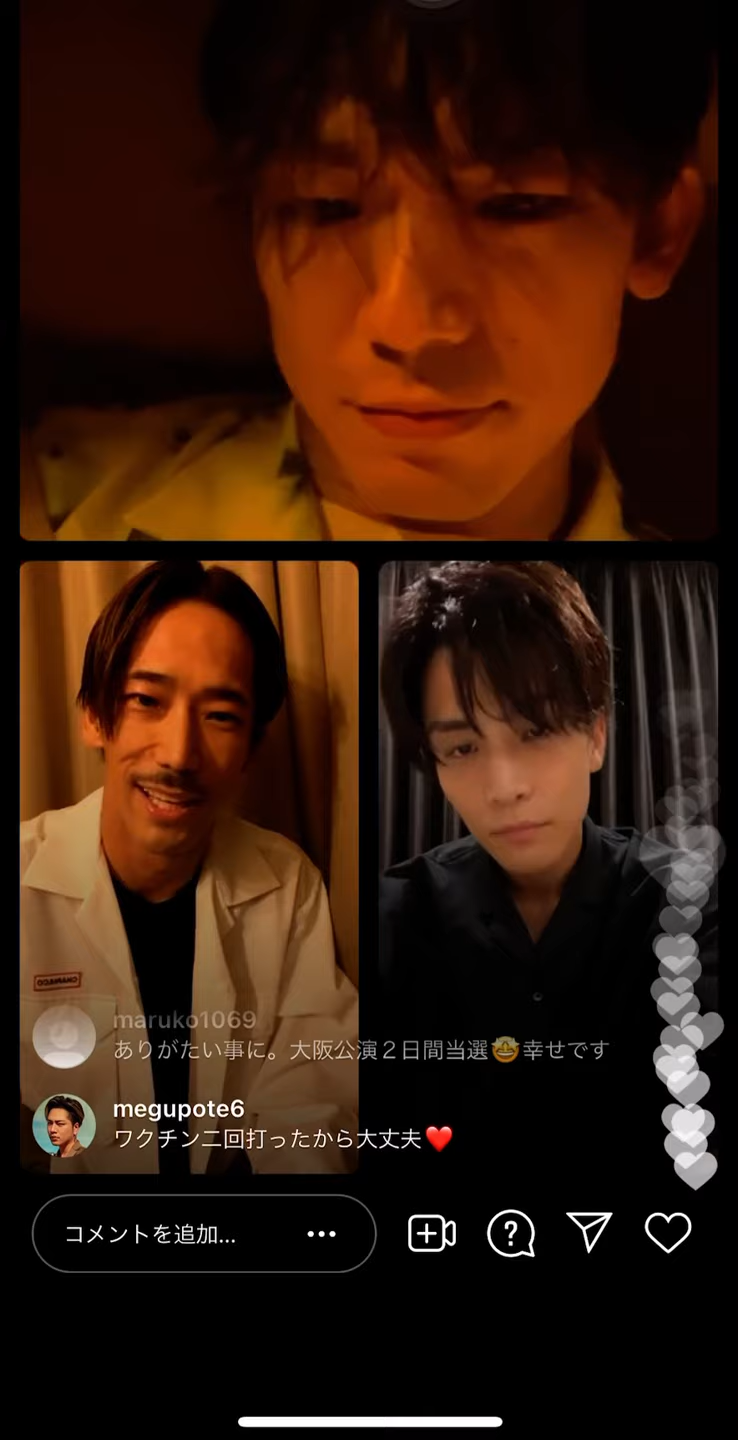 maruko1069
ありがたい事に。大阪公演２日間当選🤩幸せです
megupote6
ワクチン二回打ったから大丈夫❤️
コメントを追加...